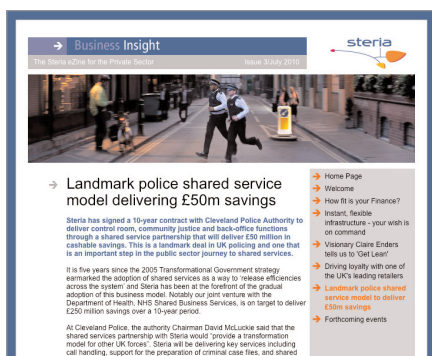 → Business Insight
steria
The Steria eZine for the Private Sector
Issue 3/July 2010
→ Landmark police shared service
model delivering £50m savings
Steria has signed a 10-year contract with Cleveland Police Authority to
deliver control room, community justice and back-office functions
through a shared service partnership that will deliver £50 million in
cashable savings. This is a landmark deal in UK policing and one that
is an important step in the public sector journey to shared services.
It is five years since the 2005 Transformational Government strategy
earmarked the adoption of shared services as a way to 'release efficiencies
across the system' and Steria has been at the forefront of the gradual
adoption of this business model. Notably our joint venture with the
Department of Health, NHS Shared Business Services, is on target to deliver
£250 million savings over a 10-year period.
At Cleveland Police, the authority Chairman David McLuckie said that the
shared services partnership with Steria would "provide a transformation
model for other UK forces". Steria will be delivering key services including
call handling, support for the preparation of criminal case files, and shared
→ Home Page
→ Welcome
→ How fit is your Finance?
→ Instant, flexible
infrastructure - your wish is
on command
→ Visionary Claire Enders
tells us to 'Get Lean'
→ Driving loyalty with one of
the UK's leading retailers
→ Landmark police shared
service model to deliver
£50m savings
→ Forthcoming events